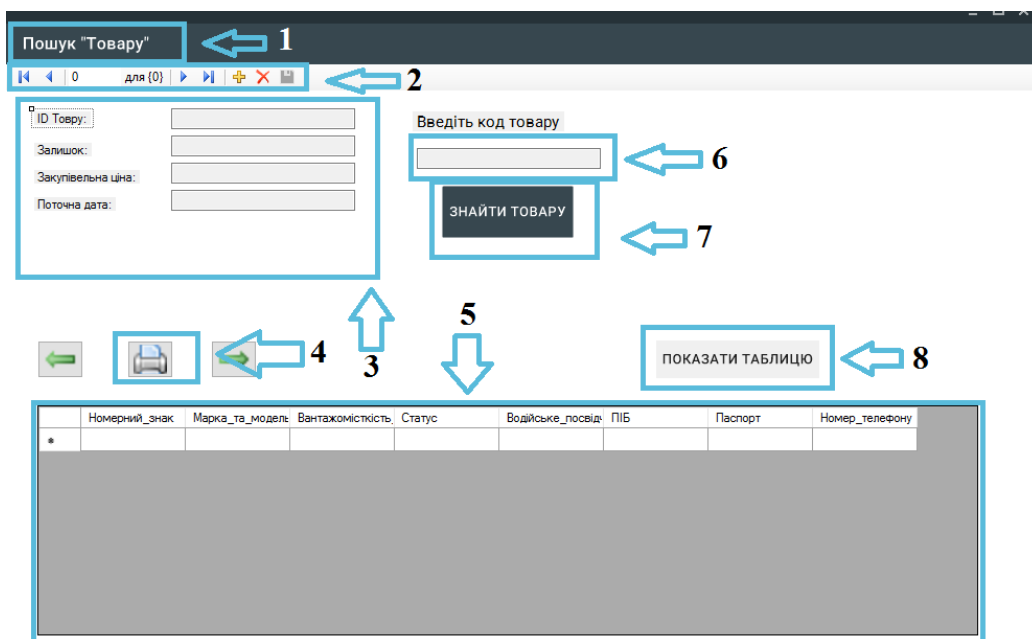 Пошук "Товару"
1
0 для {0}
2
ID Товру:
Залишок:
Закупівельна ціна:
Поточна дата:
Введіть код товару
6
ЗНАЙТИ ТОВАРУ
7
5
4
3
ПОКАЗАТИ ТАБЛИЦЮ
8
Номерний_знак Марка_та_модель Вантажомісткість_ Статус Водійське_посвідч ПІБ Паспорт Номер_телефону
*